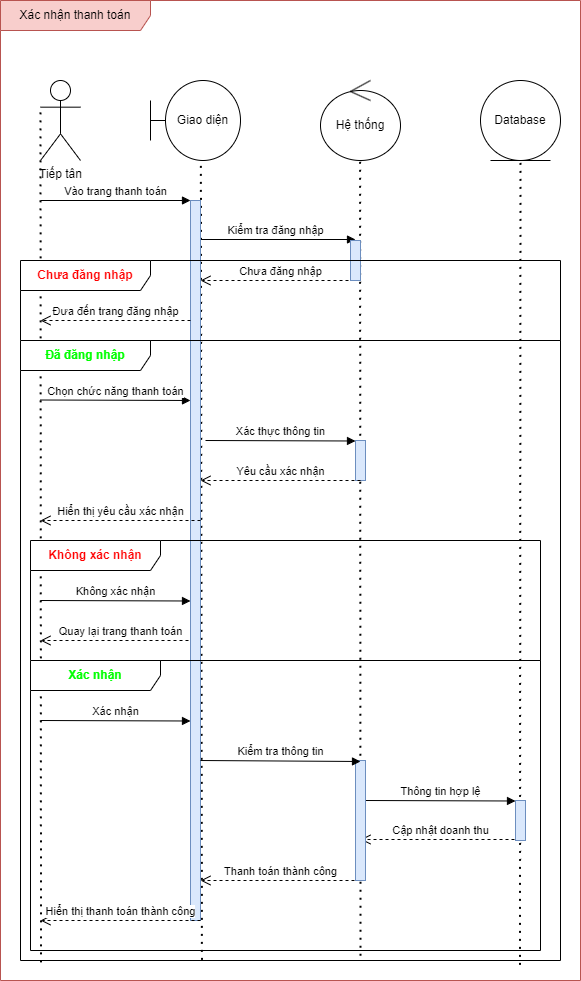 Xác nhận thanh toán
Giao diện
Hệ thống
Database
Tiếp tân
Vào trang thanh toán
Kiểm tra đăng nhập
Chưa đăng nhập
Chưa đăng nhập
Đưa đến trang đăng nhập
Đã đăng nhập
Chọn chức năng thanh toán
Xác thực thông tin
Yêu cầu xác nhận
Hiển thị yêu cầu xác nhận
Không xác nhận
Không xác nhận
Quay lại trang thanh toán
Xác nhận
Xác nhận
Kiểm tra thông tin
Thông tin hợp lệ
Cập nhật doanh thu
Thanh toán thành công
Hiển thị thanh toán thành công